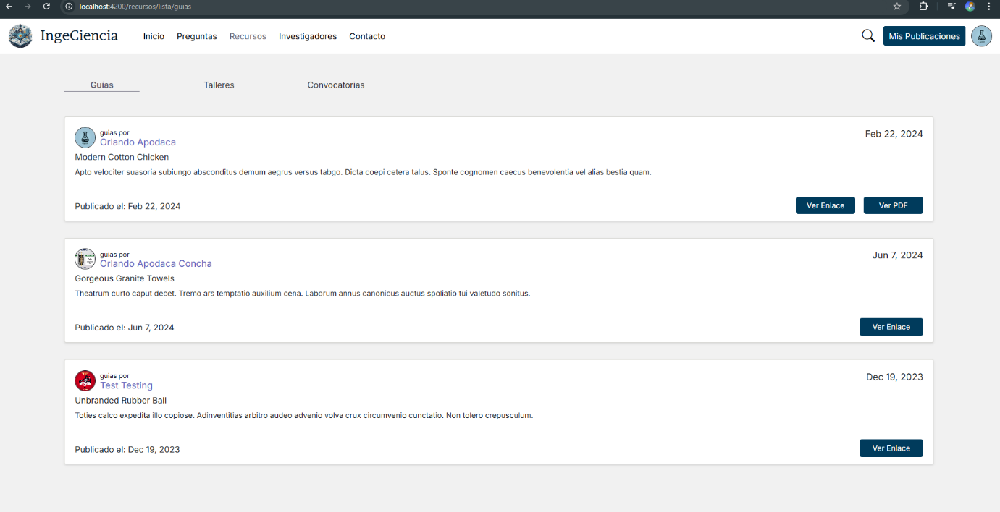 localhost:4200/recursos/lista/guias
IngeCiencia
Inicio Preguntas Recursos Investigadores Contacto
Mis Publicaciones
Guías Talleres Convocatorias
guias por
Orlando Apodaca
Feb 22, 2024
Modern Cotton Chicken
Apto velociter suasoria subiungo absconditus demum aegrus versus tabgo. Dicta coepi cetera talus. Sponte cognomen caecus benevolentia vel alias bestia quam.
Publicado el: Feb 22, 2024
Ver Enlace Ver PDF
guias por
Orlando Apodaca Concha
Jun 7, 2024
Gorgeous Granite Towels
Theatrum curto caput decet. Tremo ars temptatio auxilium cena. Laborum annus canonicus auctus spoliatio tui valetudo sonitus.
Publicado el: Jun 7, 2024
Ver Enlace
guias por
Test Testing
Dec 19, 2023
Unbranded Rubber Ball
Toties calco expedita illo copiose. Adinventitias arbitro audeo advenio volva crux circumvenio cunctatio. Non tolero crepusculum.
Publicado el: Dec 19, 2023
Ver Enlace